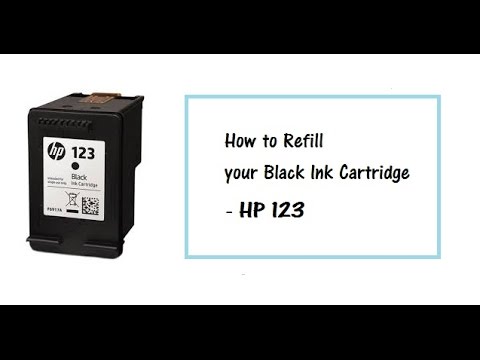 hp 123
Black
Ink Cartridge
How to Refill
your Black Ink Cartridge
- HP 123